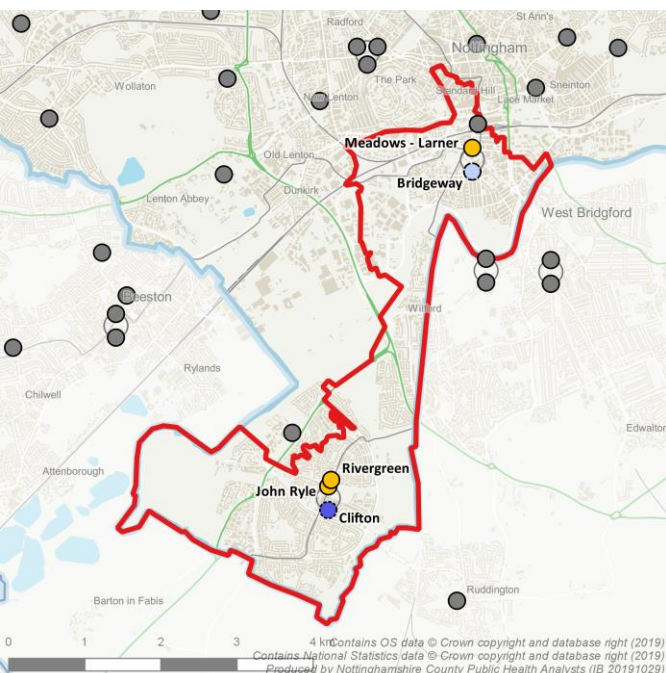 Radford
St Ann's
Nottingham
Wollaton
The Park
Sneinton
Standard Hill
New Lenton
Lace Market
Meadows - Larner
Old Lenton
Bridgeway
Dunkirk
Lenton Abbey
West Bridgford
Beeston
Wilford
Rylands
Chilwell
Edwalton
Attenborough
Rivergreen
John Ryle
Clifton
Ruddington
Barton in Fabis
0 1 2 3 4 km
Contains OS data © Crown copyright and database right (2019)
Contains National Statistics data © Crown copyright and database right (2019)
Produced by Nottinghamshire County Public Health Analysts (IB 20191029)